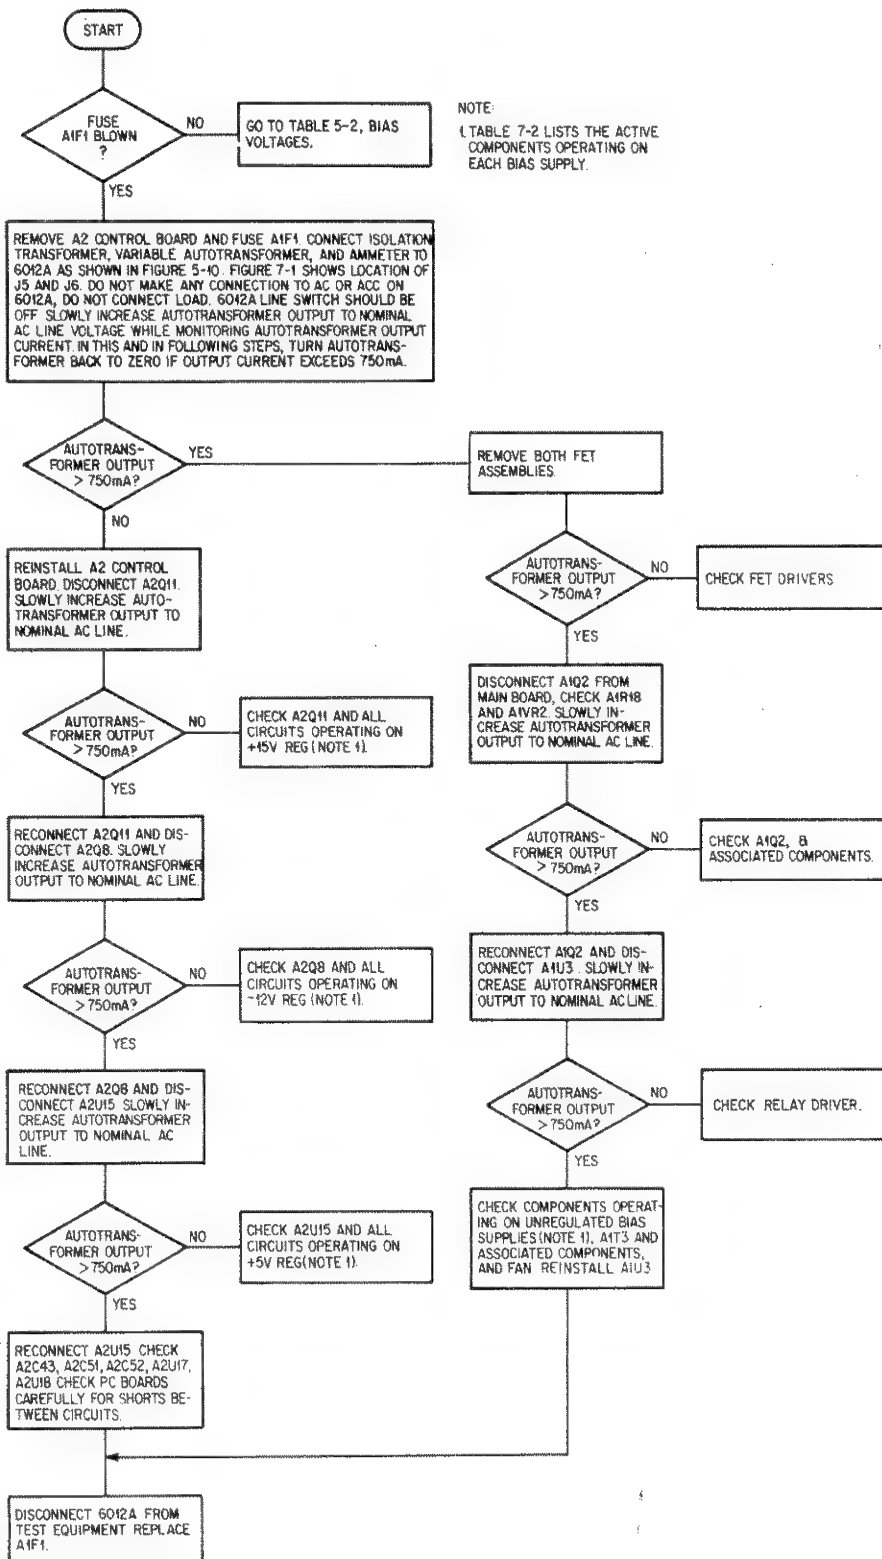 START
FUSE
A1F1 BLOWN
?
NO
GO TO TABLE 5-2, BIAS
VOLTAGES.
NOTE:
1. TABLE 7-2 LISTS THE ACTIVE
COMPONENTS OPERATING ON
EACH BIAS SUPPLY.
YES
REMOVE A2 CONTROL BOARD AND FUSE A1F1. CONNECT ISOLATION
TRANSFORMER, VARIABLE AUTOTRANSFORMER, AND AMMETER TO
6012A AS SHOWN IN FIGURE 5-10. FIGURE 7-1 SHOWS LOCATION OF
J5 AND J6. DO NOT MAKE ANY CONNECTION TO AC OR ACC ON
6012A, DO NOT CONNECT LOAD. 6012A LINE SWITCH SHOULD BE
OFF. SLOWLY INCREASE AUTOTRANSFORMER OUTPUT TO NOMINAL
AC LINE VOLTAGE WHILE MONITORING AUTOTRANSFORMER OUTPUT
CURRENT. IN THIS AND IN FOLLOWING STEPS, TURN AUTOTRANS-
FORMER BACK TO ZERO IF OUTPUT CURRENT EXCEEDS 750mA.
AUTOTRANS-
FORMER OUTPUT
> 750mA?
YES
NO
REMOVE BOTH FET
ASSEMBLIES.
REINSTALL A2 CONTROL
BOARD. DISCONNECT A2Q11.
SLOWLY INCREASE AUTO-
TRANSFORMER OUTPUT TO
NOMINAL AC LINE.
AUTOTRANS-
FORMER OUTPUT
>750mA?
NO
CHECK FET DRIVERS
YES
DISCONNECT A1Q2 FROM
MAIN BOARD, CHECK A1R18
AND A1VR2. SLOWLY IN-
CREASE AUTOTRANSFORMER
OUTPUT TO NOMINAL AC LINE.
AUTOTRANS-
FORMER OUTPUT
>750mA?
NO
CHECK A2Q11 AND ALL
CIRCUITS OPERATING ON
+15V REG (NOTE 1).
YES
RECONNECT A2Q11 AND DIS-
CONNECT A2Q8. SLOWLY
INCREASE AUTOTRANSFORMER
OUTPUT TO NOMINAL AC LINE.
AUTOTRANS-
FORMER OUTPUT
>750mA?
NO
CHECK A1Q2, &
ASSOCIATED COMPONENTS.
YES
RECONNECT A1Q2 AND DIS-
CONNECT A1U3. SLOWLY IN-
CREASE AUTOTRANSFORMER
OUTPUT TO NOMINAL AC LINE.
AUTOTRANS-
FORMER OUTPUT
>750mA?
NO
CHECK A2Q8 AND ALL
CIRCUITS OPERATING ON
-12V REG (NOTE 1).
YES
RECONNECT A2Q8 AND DIS-
CONNECT A2U15 SLOWLY IN-
CREASE AUTOTRANSFORMER
OUTPUT TO NOMINAL AC
LINE.
AUTOTRANS-
FORMER OUTPUT
>750mA?
NO
CHECK RELAY DRIVER.
YES
CHECK COMPONENTS OPERAT-
ING ON UNREGULATED BIAS
SUPPLIES (NOTE 1), A1T3 AND
ASSOCIATED COMPONENTS,
AND FAN REINSTALL A1U3
AUTOTRANS-
FORMER OUTPUT
>750mA?
NO
CHECK A2U15 AND ALL
CIRCUITS OPERATING ON
+5V REG(NOTE 1).
YES
RECONNECT A2U15 CHECK
A2C43, A2C51, A2C52, A2U17,
A2U18 CHECK PC BOARDS
CAREFULLY FOR SHORTS BE-
TWEEN CIRCUITS.
DISCONNECT 6012A FROM
TEST EQUIPMENT REPLACE
A1F1.